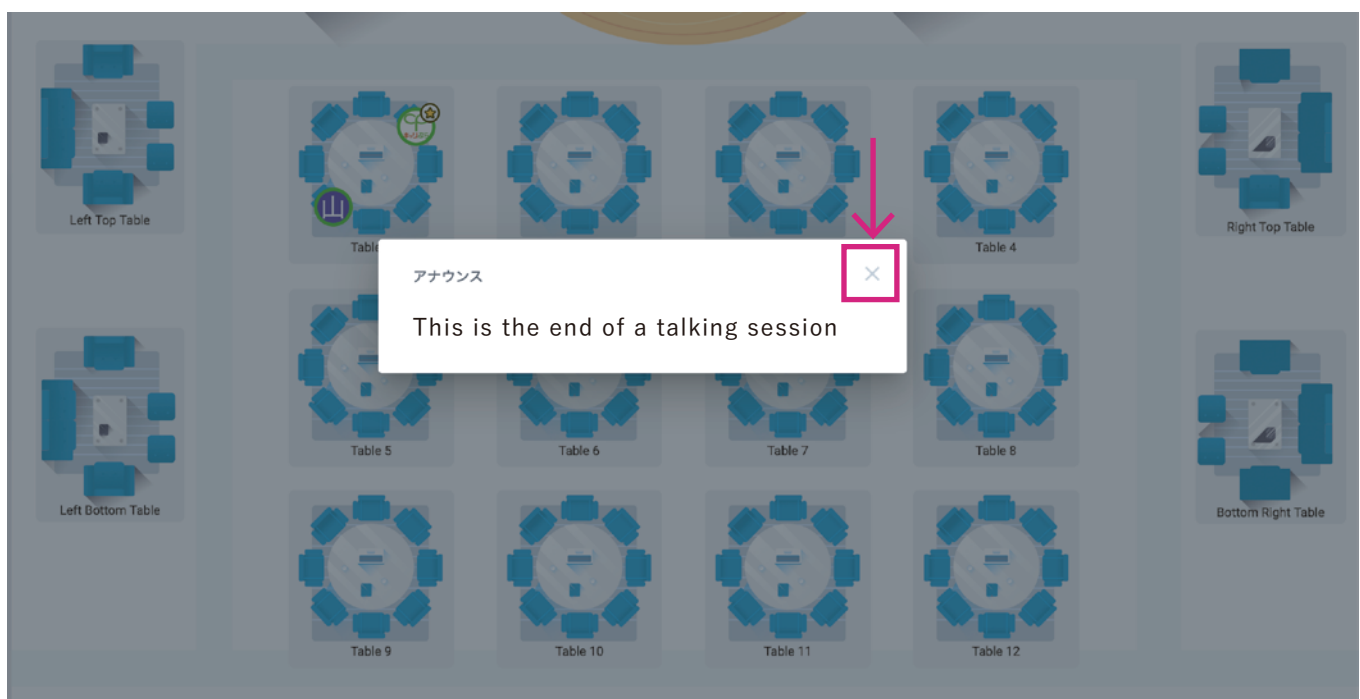 山
Left Top Table
Right Top Table
Table
Table 4
アナウンス
This is the end of a talking session
Table 5
Table 6
Table 7
Table 8
Left Bottom Table
Bottom Right Table
Table 9
Table 10
Table 11
Table 12